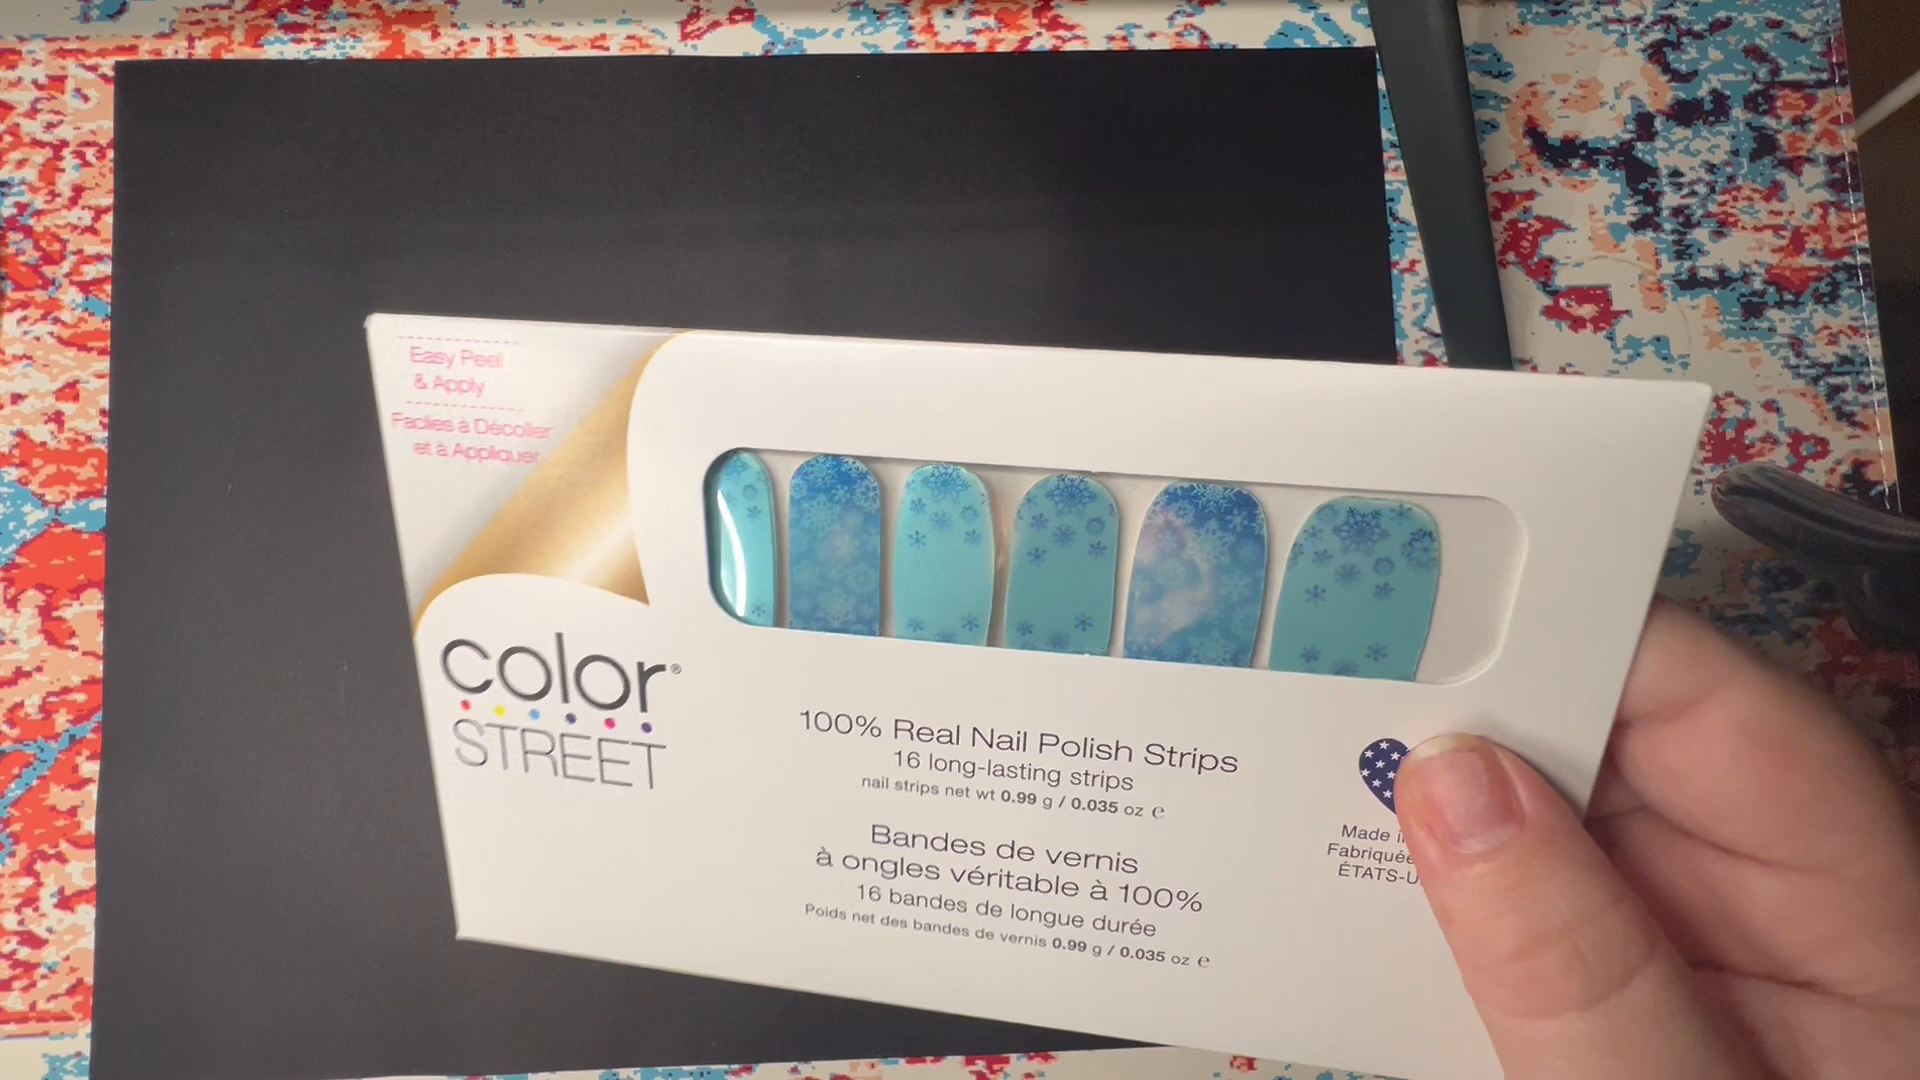 Easy Peel
& Apply
Faciles à Décoller
et à Appliquer
color®
STREET
100% Real Nail Polish Strips
16 long-lasting strips
nail strips net wt 0.99 g / 0.035 oz ℮
Bandes de vernis
à ongles véritable à 100%
16 bandes de longue durée
Poids net des bandes de vernis 0.99 g / 0.035 oz ℮
Made
Fabriquée
ÉTATS-U